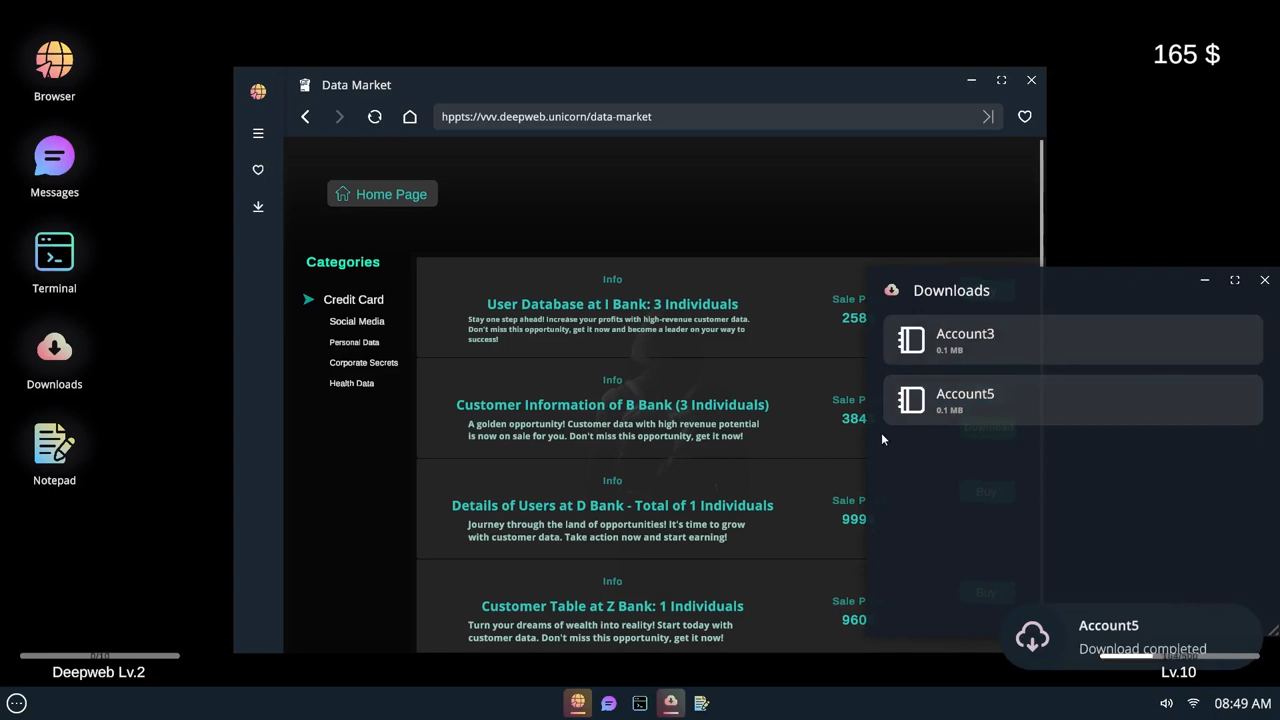 165 $
Browser
Messages
Terminal
Downloads
Notepad
Data Market
hppts://vvv.deepweb.unicorn/data-market
Home Page
Categories
Credit Card
Social Media
Personal Data
Corporate Secrets
Health Data
Info
User Database at I Bank: 3 Individuals
Stay one step ahead! Increase your profits with high-revenue customer data.
Don't miss this opportunity, get it now and become a leader on your way to
success!
Sale P
258
Info
Customer Information of B Bank (3 Individuals)
A golden opportunity! Customer data with high revenue potential
is now on sale for you. Don't miss this opportunity, get it now!
Sale P
384
Download
Info
Details of Users at D Bank - Total of 1 Individuals
Journey through the land of opportunities! It's time to grow
with customer data. Take action now and start earning!
Sale P
999
Buy
Info
Customer Table at Z Bank: 1 Individuals
Turn your dreams of wealth into reality! Start today with
customer data. Don't miss this opportunity, get it now!
Sale P
960
Buy
Downloads
Account3
0.1 MB
Account5
0.1 MB
Account5
Download completed
0/10
Deepweb Lv.2
Lv.10
08:49 AM